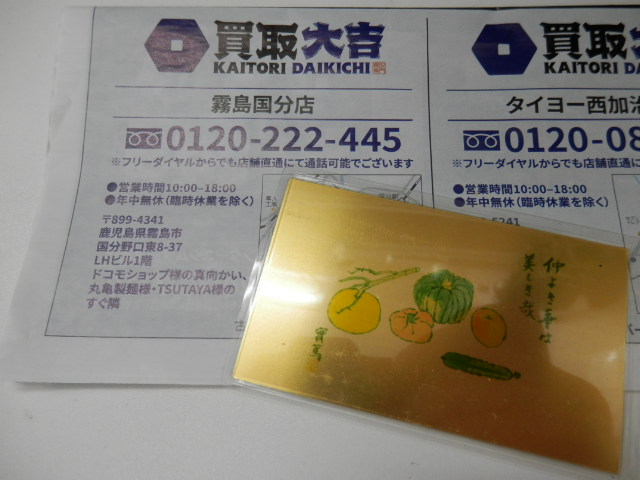 買取大吉
KAITORI DAIKICHI
霧島国分店
0120-222-445
※フリーダイヤルからでも店舗直通にて通話可能でございます
●営業時間10:00–18:00
●年中無休(臨時休業を除く)
〒899-4341
鹿児島県霧島市
国分野口東8-37
LHビル1階
ドコモショップ様の真向かい、
丸亀製麺様・TSUTAYA様の
すぐ隣
買取大
KAITORI DAIK
タイヨー西加治
0120-08
※フリーダイヤルからでも店舗直通
●営業時間10:00–18:00
●年中無休(臨時休業を除く)
5241
仲よき事は
美しき哉
実篤